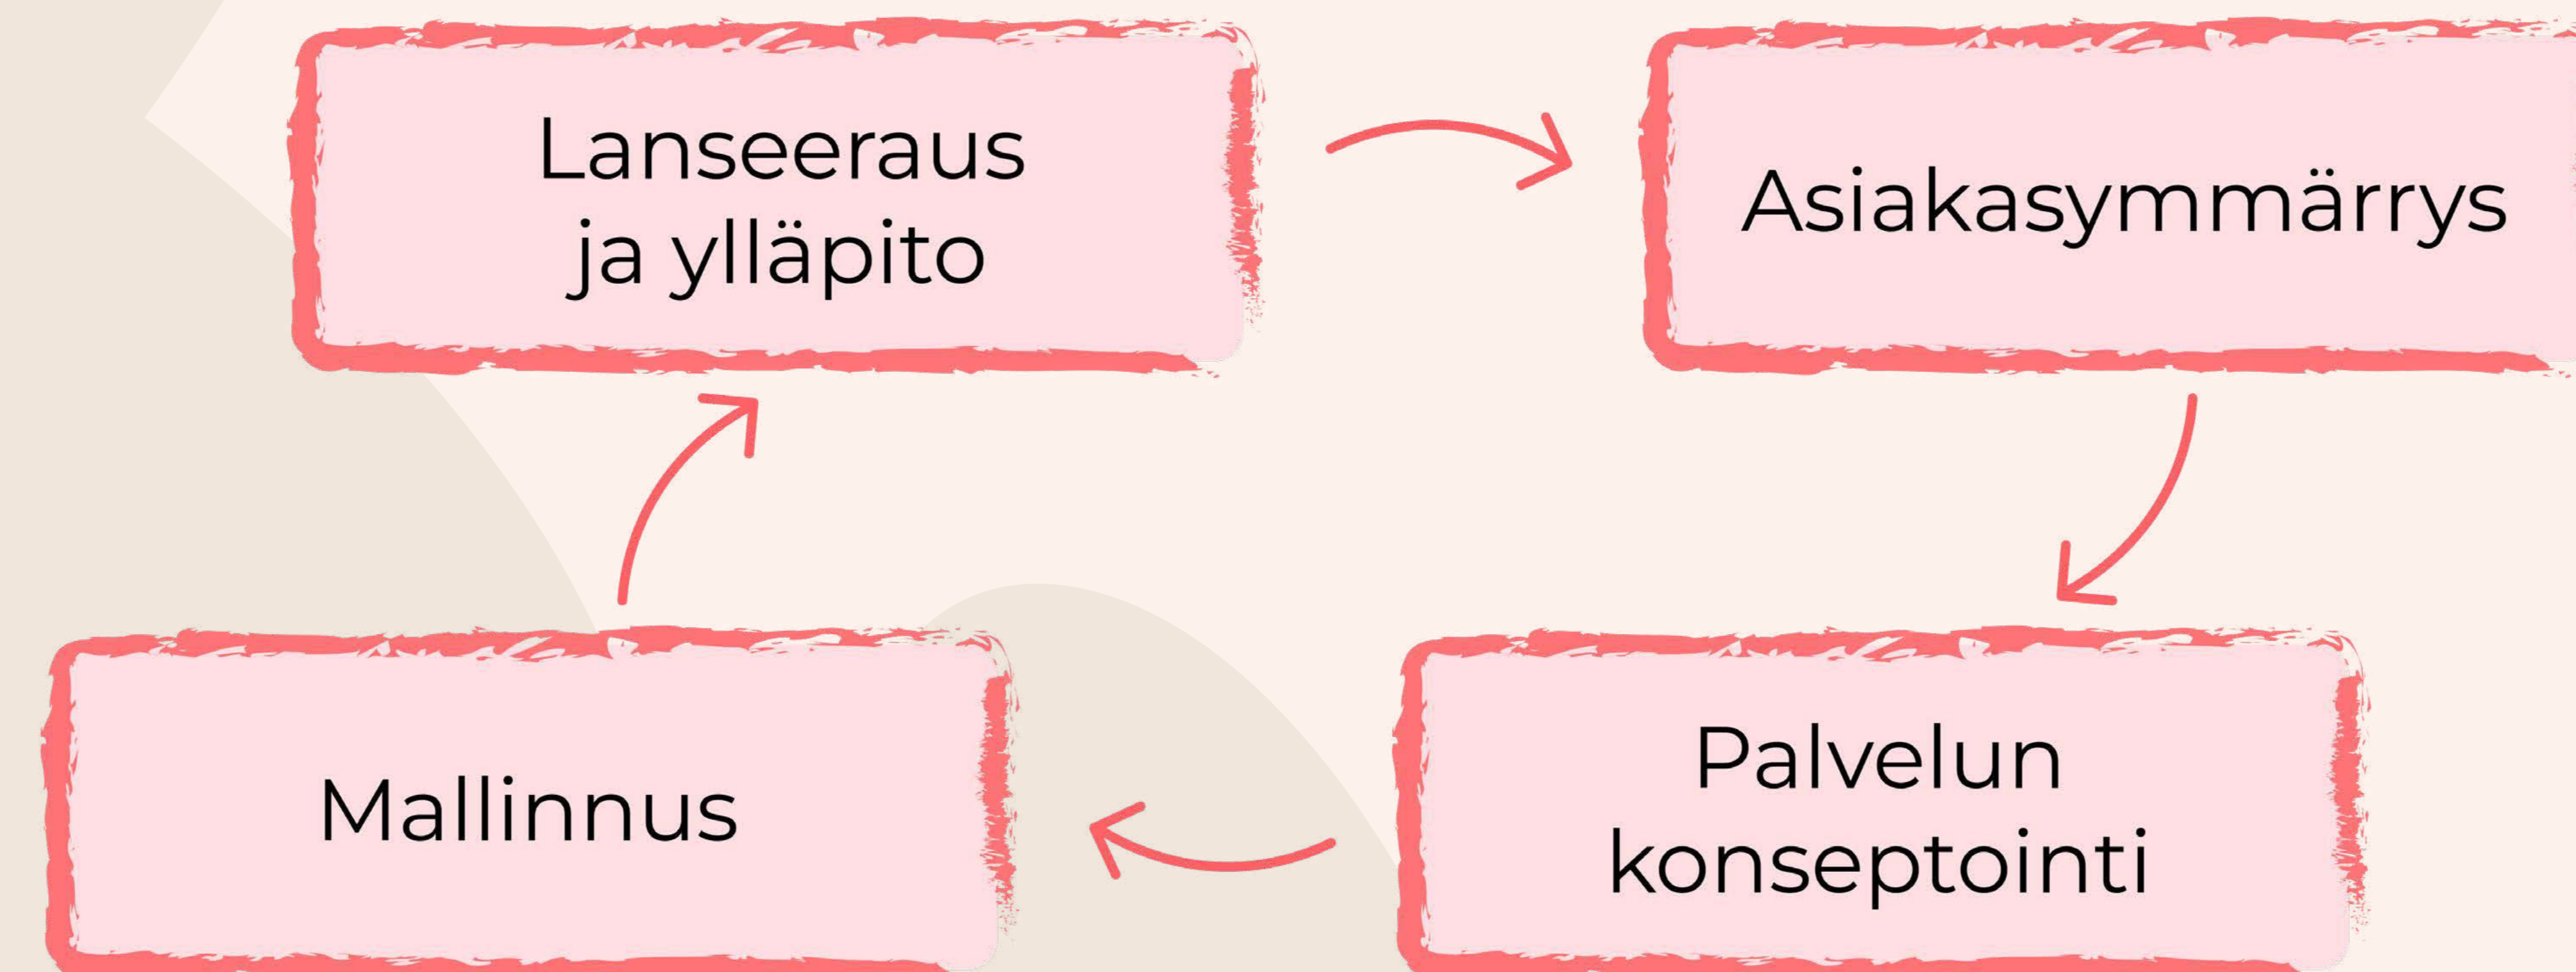 Lanseeraus
ja ylläpito
Asiakasymmärrys
Mallinnus
Palvelun
konseptointi